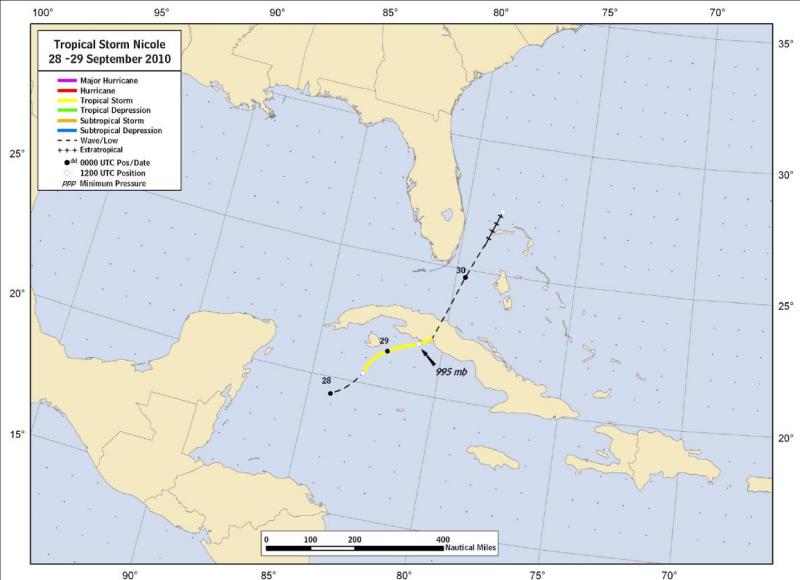 100° 95° 90° 85° 80° 75° 70°
Tropical Storm Nicole
28 -29 September 2010
Major Hurricane
Hurricane
Tropical Storm
Tropical Depression
Subtropical Storm
Subtropical Depression
Wave/Low
Extratropical
dd 0000 UTC Pos/Date
1200 UTC Position
PPP Minimum Pressure
35°
25°
30°
30
20°
25°
29
995 mb
28
15°
20°
0 100 200 400
Nautical Miles
90° 85° 80° 75° 70°